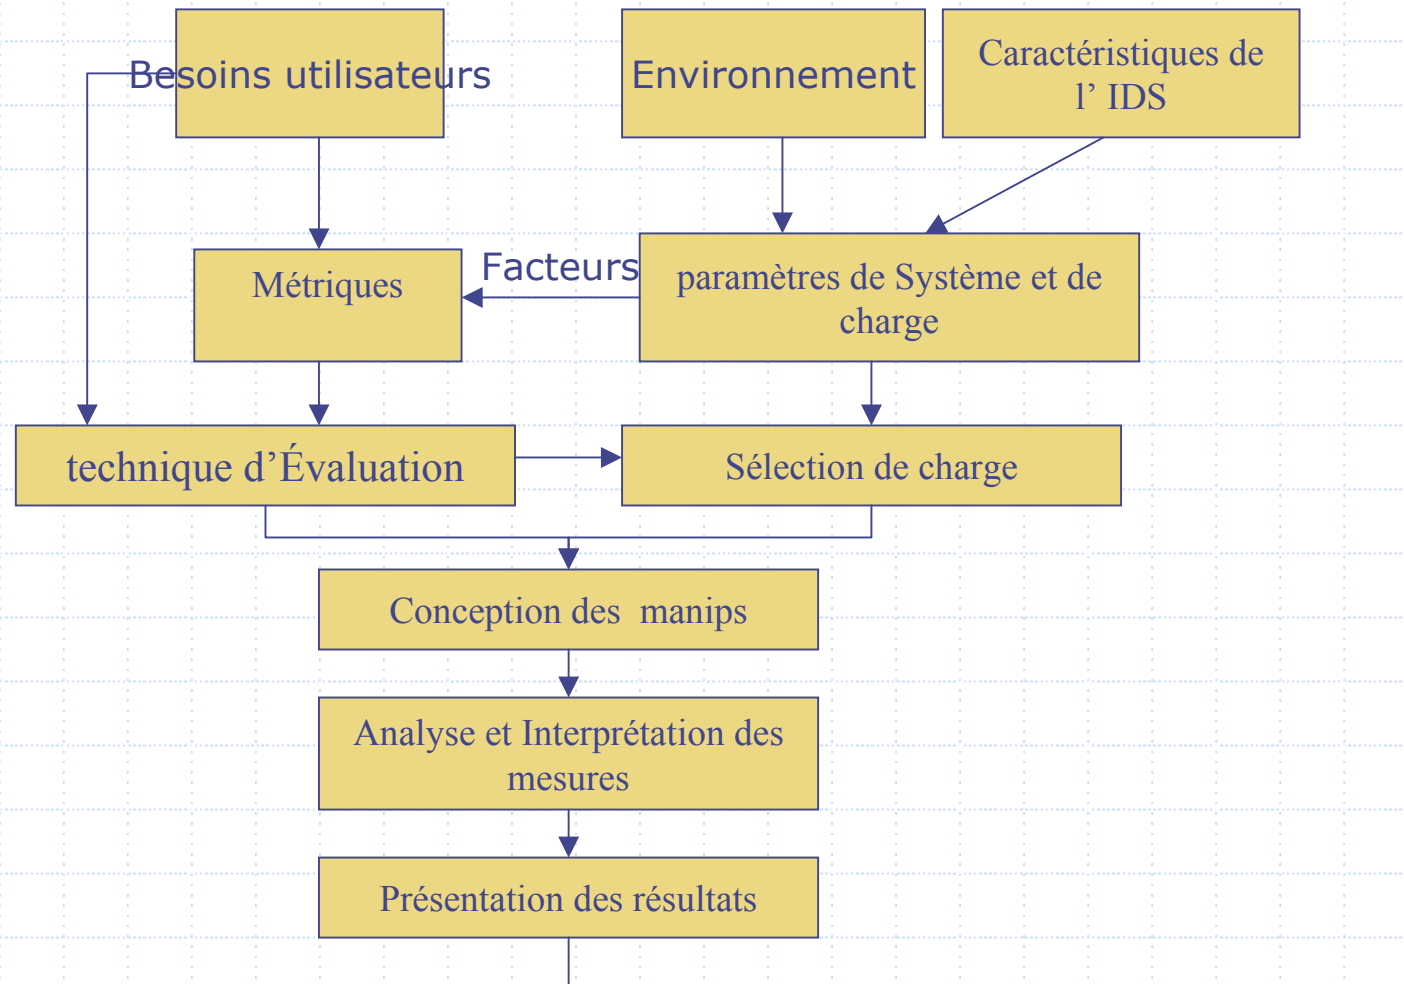 Besoins utilisateurs
Environnement
Caractéristiques de
l’ IDS
Métriques
Facteurs
paramètres de Système et de
charge
technique d’Évaluation
Sélection de charge
Conception des  manips
Analyse et Interprétation des
mesures
Présentation des résultats